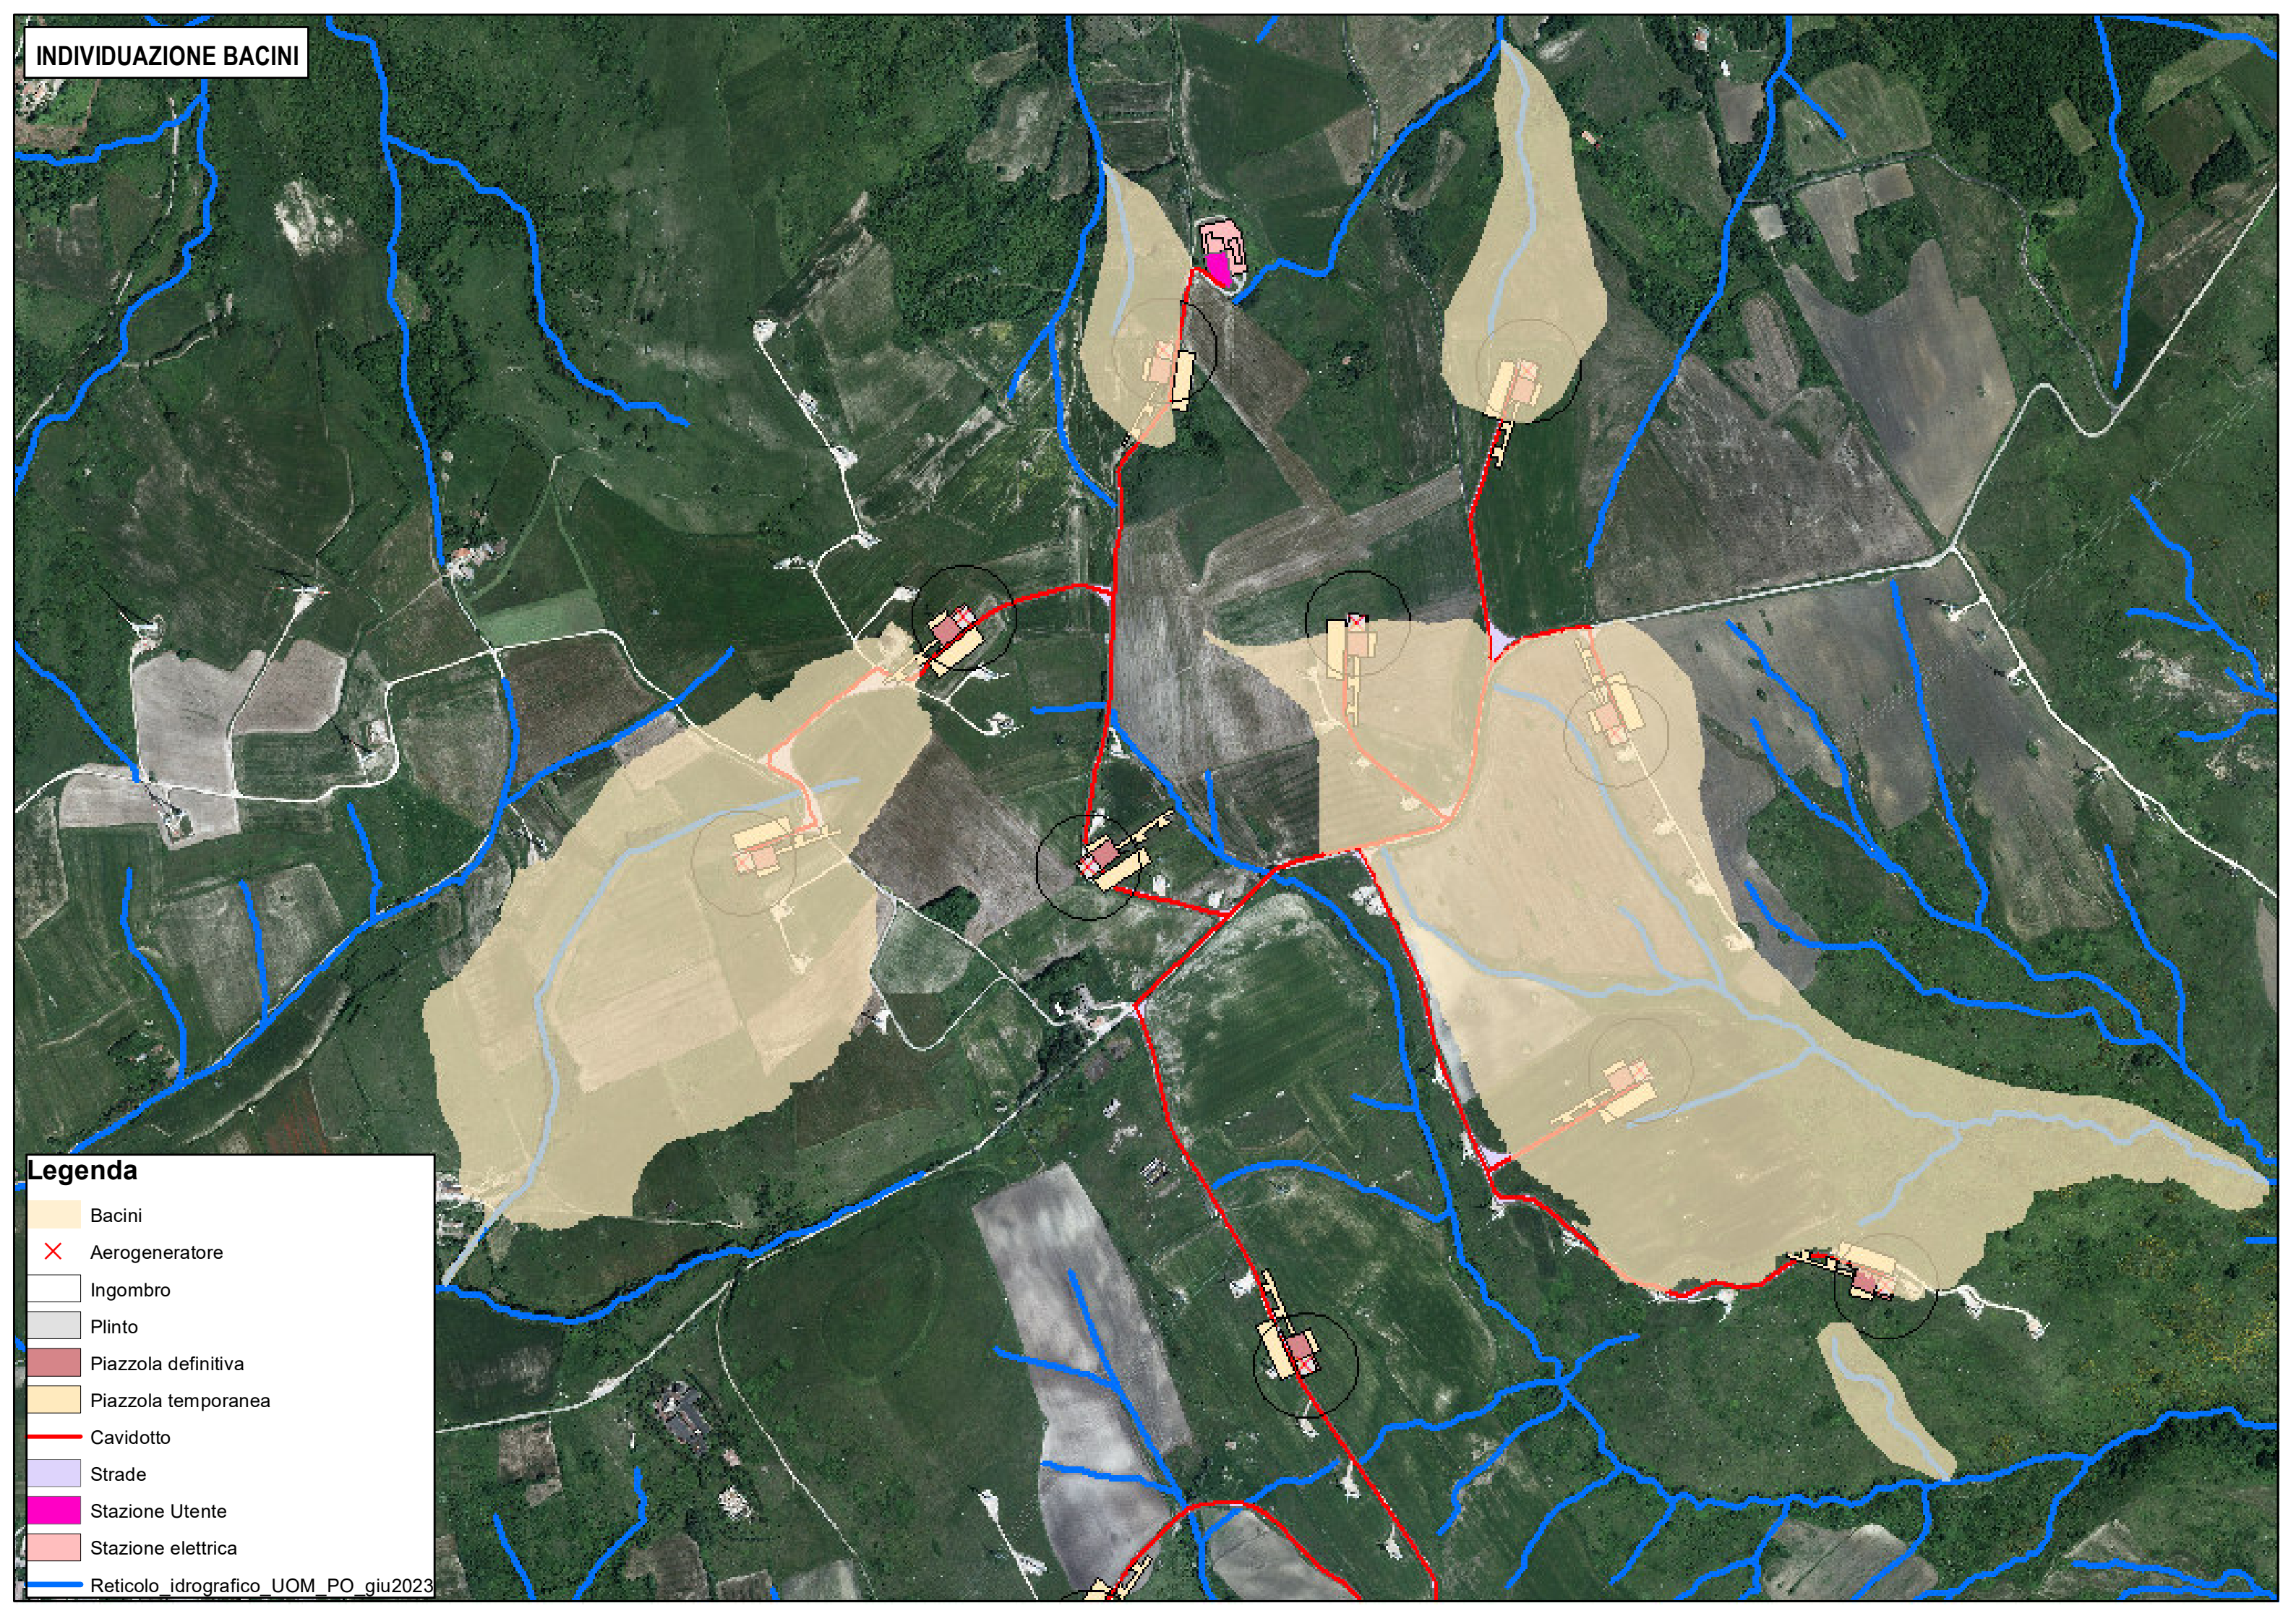 INDIVIDUAZIONE BACINI
Legenda
Bacini
Aerogeneratore
Ingombro
Plinto
Piazzola definitiva
Piazzola temporanea
Cavidotto
Strade
Stazione Utente
Stazione elettrica
Reticolo_idrografico_UOM_PO_giu2023